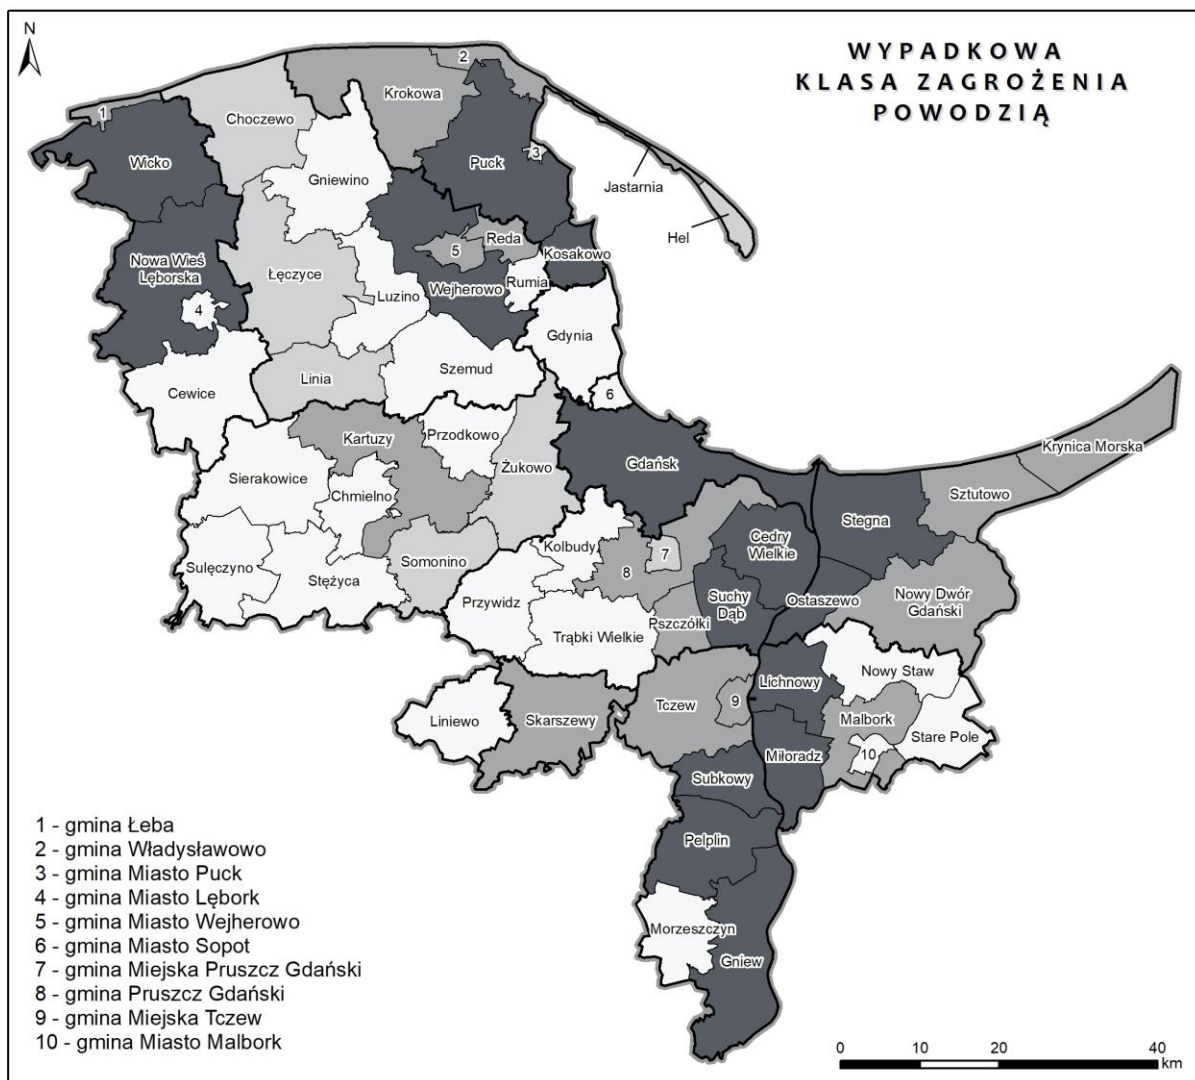 N
WYPADKOWA
KLASA ZAGROŻENIA
POWODZIĄ
2
1
Choczewo
Krokowa
Wicko
Puck
3
Gniewino
Jastarnia
Hel
Reda
5
Kosakowo
Nowa Wieś
Lęborska
Łęczyce
Wejherowo
Rumia
Luzino
4
Gdynia
Szemud
Linia
Cewice
6
Kartuzy
Przodkowo
Krynica Morska
Gdańsk
Żukowo
Sierakowice
Chmielno
Sztutowo
Stegna
Cedry
Wielkie
Kolbudy
7
Somonino
Sulęczyno
8
Stężyca
Suchy
Dąb
Nowy Dwór
Gdański
Ostaszewo
Przywidz
Pszczółki
Trąbki Wielkie
Nowy Staw
Lichnowy
9
Tczew
Liniewo
Skarszewy
Malbork
Stare Pole
10
Miłoradz
Subkowy
Pelplin
Morzeszczyn
Gniew
1 - gmina Łeba
2 - gmina Władysławowo
3 - gmina Miasto Puck
4 - gmina Miasto Lębork
5 - gmina Miasto Wejherowo
6 - gmina Miasto Sopot
7 - gmina Miejska Pruszcz Gdański
8 - gmina Pruszcz Gdański
9 - gmina Miejska Tczew
10 - gmina Miasto Malbork
0 10 20 40
km